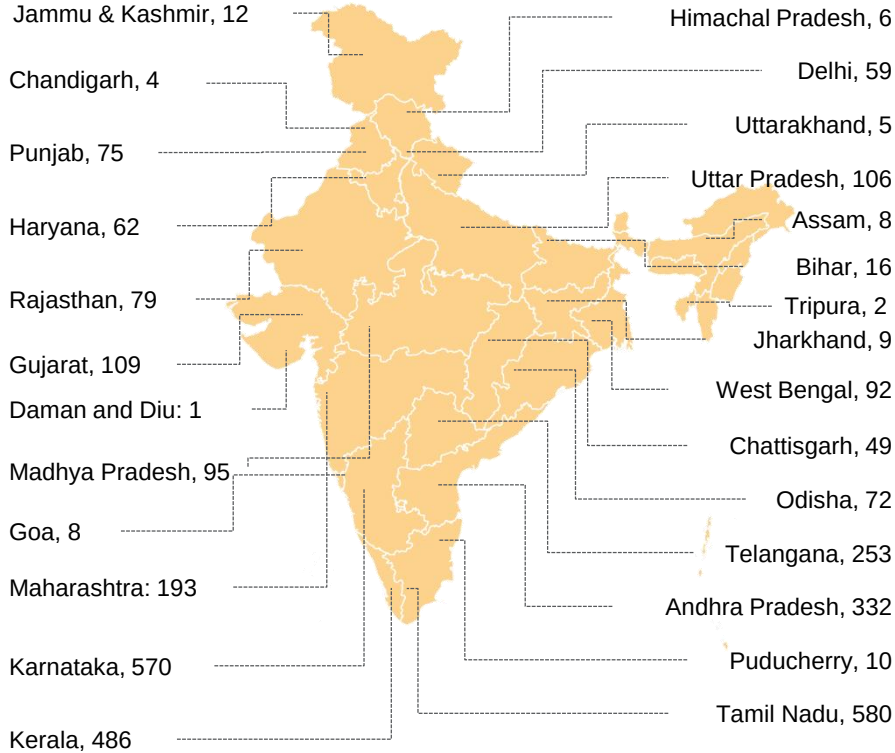 Jammu & Kashmir, 12
Chandigarh, 4
Punjab, 75
Haryana, 62
Rajasthan, 79
Gujarat, 109
Daman and Diu: 1
Madhya Pradesh, 95
Goa, 8
Maharashtra: 193
Karnataka, 570
Kerala, 486
Himachal Pradesh, 6
Delhi, 59
Uttarakhand, 5
Uttar Pradesh, 106
Assam, 8
Bihar, 16
Tripura, 2
Jharkhand, 9
West Bengal, 92
Chattisgarh, 49
Odisha, 72
Telangana, 253
Andhra Pradesh, 332
Puducherry, 10
Tamil Nadu, 580